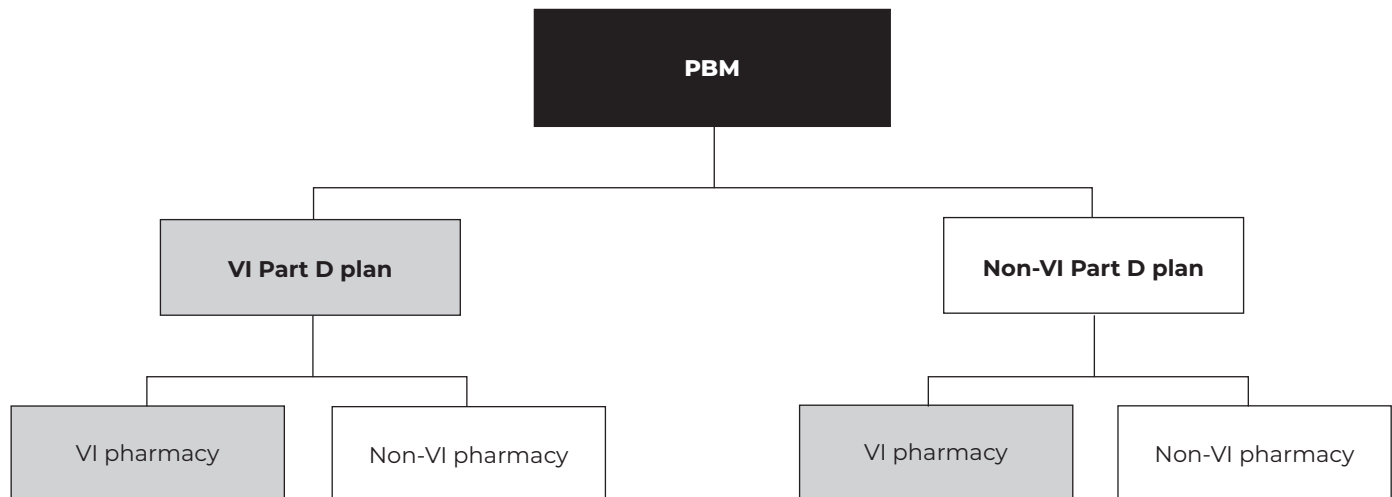 PBM
VI Part D plan
Non-VI Part D plan
VI pharmacy
Non-VI pharmacy
VI pharmacy
Non-VI pharmacy